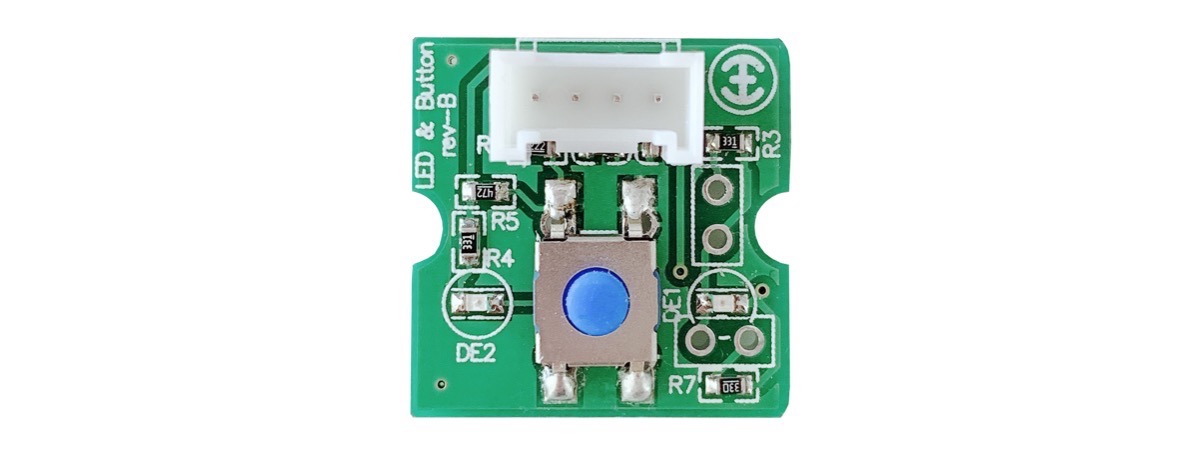 LED & Button
rev--B
R3
331
472
R5
331
R4
DE2
DE1
R7
330